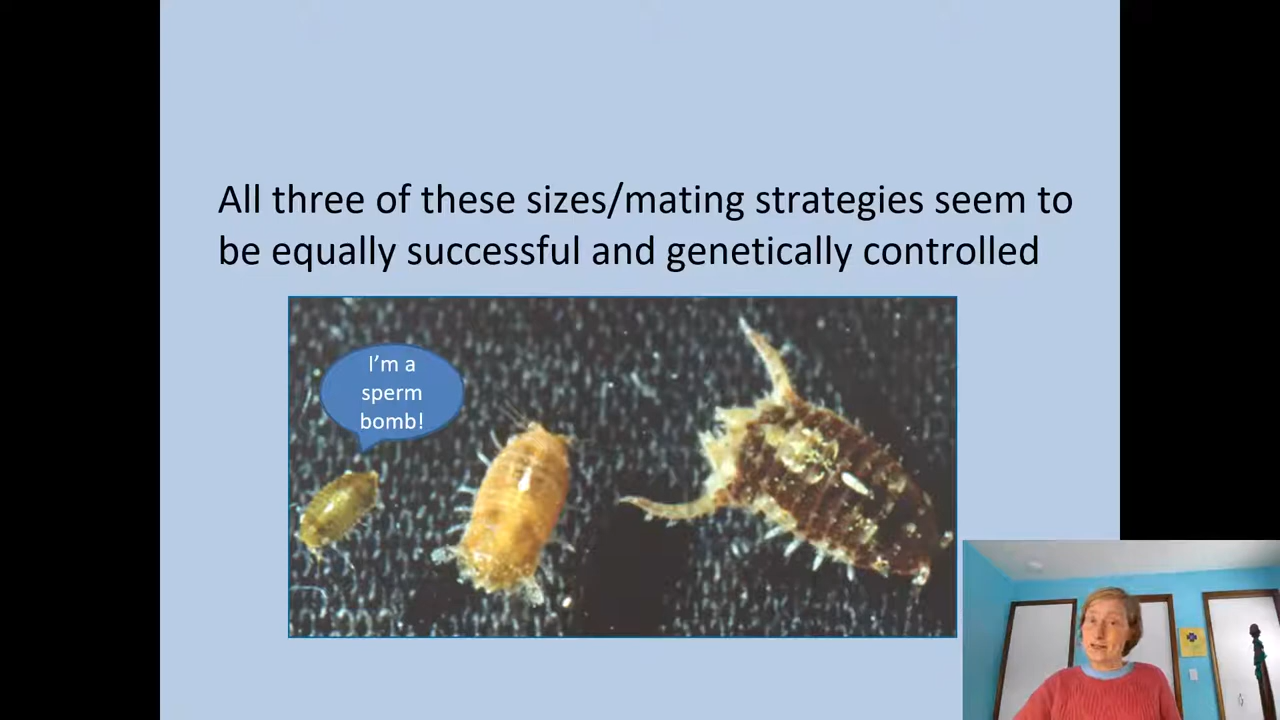 All three of these sizes/mating strategies seem to
be equally successful and genetically controlled
I'm a
sperm
bomb!